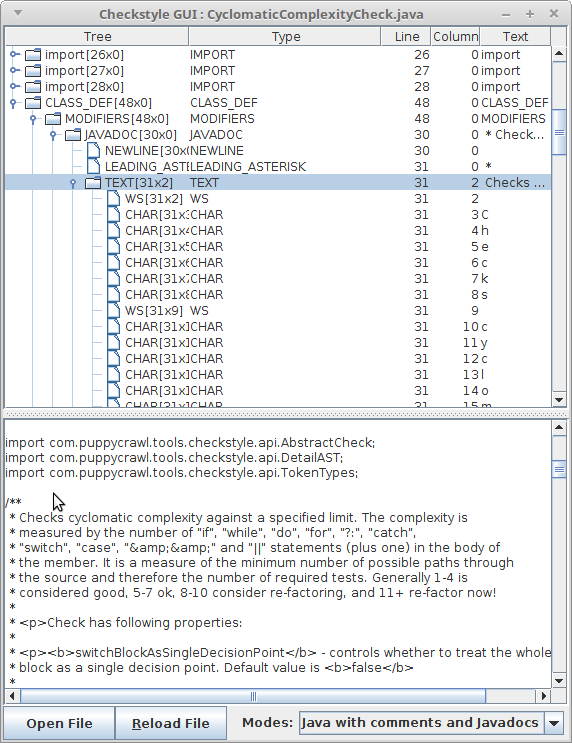 Checkstyle GUI : CyclomaticComplexityCheck.java
Tree Type Line Column Text
import[26x0] IMPORT 26 0 import
import[27x0] IMPORT 27 0 import
import[28x0] IMPORT 28 0 import
CLASS_DEF[48x0] CLASS_DEF 48 0 CLASS_DEF
MODIFIERS[48x0] MODIFIERS 48 0 MODIFIERS
JAVADOC[30x0] JAVADOC 30 0 * Check...
NEWLINE[30x0 NEWLINE 30 0
LEADING_AST LEADING_ASTERISK 31 0 *
TEXT[31x2] TEXT 31 2 Checks ...
WS[31x2] WS 31 2
CHAR[31x3 CHAR 31 3 C
CHAR[31x4 CHAR 31 4 h
CHAR[31x5 CHAR 31 5 e
CHAR[31x6 CHAR 31 6 c
CHAR[31x7 CHAR 31 7 k
CHAR[31x8 CHAR 31 8 s
WS[31x9] WS 31 9
CHAR[31x1 CHAR 31 10 c
CHAR[31x1 CHAR 31 11 y
CHAR[31x1 CHAR 31 12 c
CHAR[31x1 CHAR 31 13 l
CHAR[31x1 CHAR 31 14 o
CHAR[31x1 CHAR 31 15 m
import com.puppycrawl.tools.checkstyle.api.AbstractCheck;
import com.puppycrawl.tools.checkstyle.api.DetailAST;
import com.puppycrawl.tools.checkstyle.api.TokenTypes;
/**
* Checks cyclomatic complexity against a specified limit. The complexity is
* measured by the number of "if", "while", "do", "for", "?:", "catch",
* "switch", "case", "&amp;&amp;" and "||" statements (plus one) in the body of
* the member. It is a measure of the minimum number of possible paths through
* the source and therefore the number of required tests. Generally 1-4 is
* considered good, 5-7 ok, 8-10 consider re-factoring, and 11+ re-factor now!
*
* <p>Check has following properties:
*
* <p><b>switchBlockAsSingleDecisionPoint</b> - controls whether to treat the whole
* block as a single decision point. Default value is <b>false</b>
*
Open File Reload File Modes: Java with comments and Javadocs